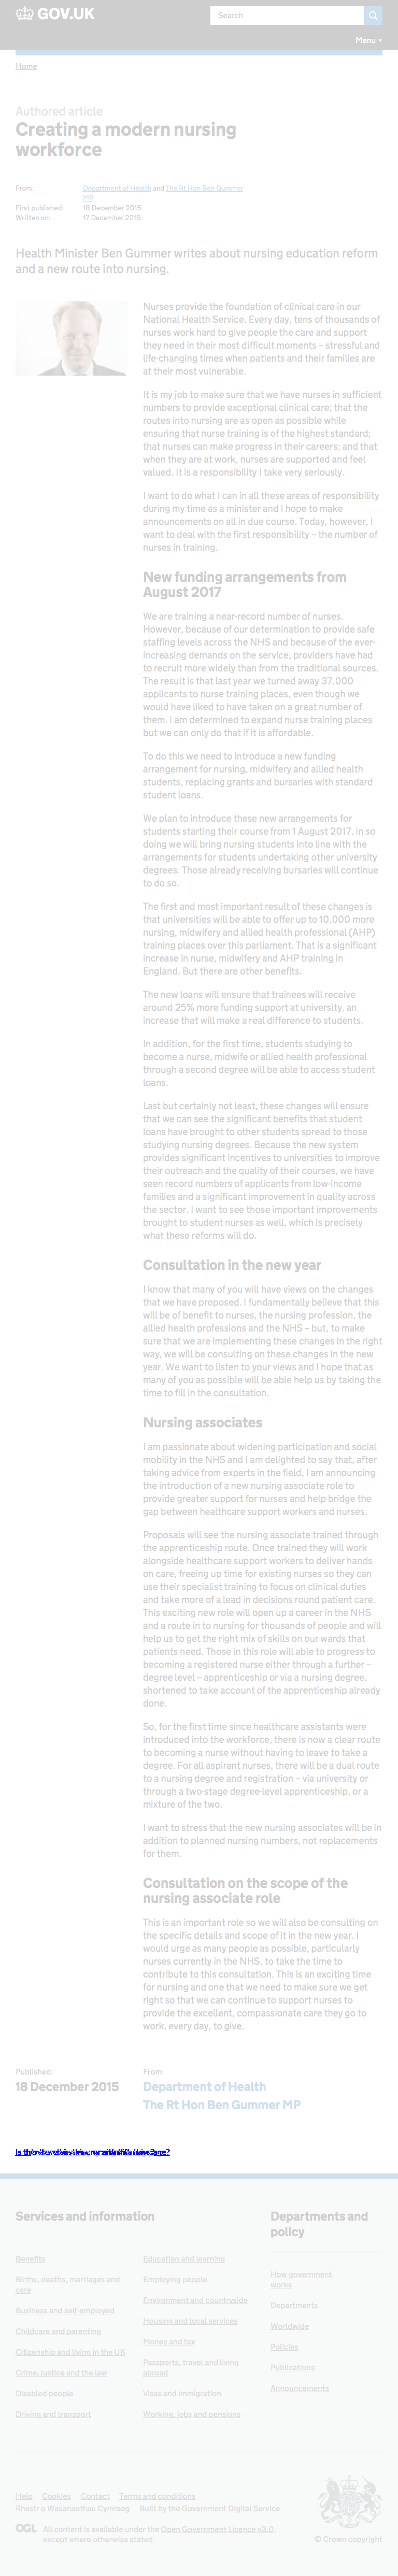 GOV.UK
Search
Menu
Home
Authored article
Creating a modern nursing
workforce
From: Department of Health and The Rt Hon Ben Gummer
MP
First published: 18 December 2015
Written on: 17 December 2015
Health Minister Ben Gummer writes about nursing education reform
and a new route into nursing.
Nurses provide the foundation of clinical care in our
National Health Service. Every day, tens of thousands of
nurses work hard to give people the care and support
they need in their most difficult moments – stressful and
life-changing times when patients and their families are
at their most vulnerable.
It is my job to make sure that we have nurses in sufficient
numbers to provide exceptional clinical care; that the
routes into nursing are as open as possible while
ensuring that nurse training is of the highest standard;
that nurses can make progress in their careers; and that
when they are at work, nurses are supported and feel
valued. It is a responsibility I take very seriously.
I want to do what I can in all these areas of responsibility
during my time as a minister and I hope to make
announcements on all in due course. Today, however, I
want to deal with the first responsibility – the number of
nurses in training.
New funding arrangements from
August 2017
We are training a near-record number of nurses.
However, because of our determination to provide safe
staffing levels across the NHS and because of the ever-
increasing demands on the service, providers have had
to recruit more widely than from the traditional sources.
The result is that last year we turned away 37,000
applicants to nurse training places, even though we
would have liked to have taken on a great number of
them. I am determined to expand nurse training places
but we can only do that if it is affordable.
To do this we need to introduce a new funding
arrangement for nursing, midwifery and allied health
students, replacing grants and bursaries with standard
student loans.
We plan to introduce these new arrangements for
students starting their course from 1 August 2017. In so
doing we will bring nursing students into line with the
arrangements for students undertaking other university
degrees. Those already receiving bursaries will continue
to do so.
The first and most important result of these changes is
that universities will be able to offer up to 10,000 more
nursing, midwifery and allied health professional (AHP)
training places over this parliament. That is a significant
increase in nurse, midwifery and AHP training in
England. But there are other benefits.
The new loans will ensure that trainees will receive
around 25% more funding support at university, an
increase that will make a real difference to students.
In addition, for the first time, students studying to
become a nurse, midwife or allied health professional
through a second degree will be able to access student
loans.
Last but certainly not least, these changes will ensure
that we can see the significant benefits that student
loans have brought to other students spread to those
studying nursing degrees. Because the new system
provides significant incentives to universities to improve
their outreach and the quality of their courses, we have
seen record numbers of applicants from low-income
families and a significant improvement in quality across
the sector. I want to see those important improvements
brought to student nurses as well, which is precisely
what these reforms will do.
Consultation in the new year
I know that many of you will have views on the changes
that we have proposed. I fundamentally believe that this
will be of benefit to nurses, the nursing profession, the
allied health professions and the NHS – but, to make
sure that we are implementing these changes in the right
way, we will be consulting on these changes in the new
year. We want to listen to your views and I hope that as
many of you as possible will be able help us by taking the
time to fill in the consultation.
Nursing associates
I am passionate about widening participation and social
mobility in the NHS and I am delighted to say that, after
taking advice from experts in the field, I am announcing
the introduction of a new nursing associate role to
provide greater support for nurses and help bridge the
gap between healthcare support workers and nurses.
Proposals will see the nursing associate trained through
the apprenticeship route. Once trained they will work
alongside healthcare support workers to deliver hands
on care, freeing up time for existing nurses so they can
use their specialist training to focus on clinical duties
and take more of a lead in decisions round patient care.
This exciting new role will open up a career in the NHS
and a route in to nursing for thousands of people and will
help us to get the right mix of skills on our wards that
patients need. Those in this role will able to progress to
becoming a registered nurse either through a further –
degree level – apprenticeship or via a nursing degree,
shortened to take account of the apprenticeship already
done.
So, for the first time since healthcare assistants were
introduced into the workforce, there is now a clear route
to becoming a nurse without having to leave to take a
degree. For all aspirant nurses, there will be a dual route
to a nursing degree and registration – via university or
through a two-stage degree-level apprenticeship, or a
mixture of the two.
I want to stress that the new nursing associates will be in
addition to planned nursing numbers, not replacements
for them.
Consultation on the scope of the
nursing associate role
This is an important role so we will also be consulting on
the specific details and scope of it in the new year. I
would urge as many people as possible, particularly
nurses currently in the NHS, to take the time to
contribute to this consultation. This is an exciting time
for nursing and one that we need to make sure we get
right so that we can continue to support nurses to
provide the excellent, compassionate care they go to
work, every day, to give.
Published: From:
18 December 2015 Department of Health
The Rt Hon Ben Gummer MP
Services and information
Benefits
Births, deaths, marriages and
care
Business and self-employed
Childcare and parenting
Citizenship and living in the UK
Crime, justice and the law
Disabled people
Driving and transport
Education and learning
Employing people
Environment and countryside
Housing and local services
Money and tax
Passports, travel and living
abroad
Visas and immigration
Working, jobs and pensions
Departments and
policy
How government
works
Departments
Worldwide
Policies
Publications
Announcements
Help Cookies Contact Terms and conditions
Rhestr o Wasanaethau Cymraeg Built by the Government Digital Service
OGL All content is available under the Open Government Licence v3.0,
except where otherwise stated
© Crown copyright